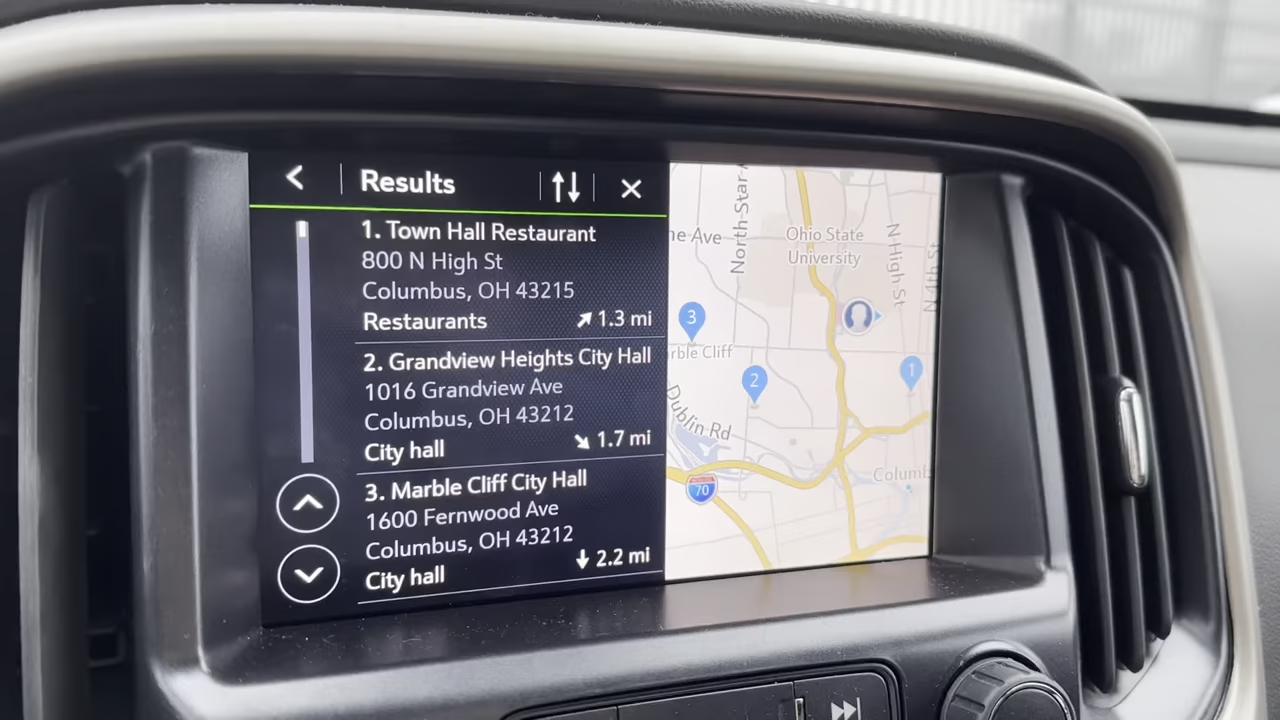 Results
1. Town Hall Restaurant
800 N High St
Columbus, OH 43215
Restaurants 1.3 mi
2. Grandview Heights City Hall
1016 Grandview Ave
Columbus, OH 43212
City hall 1.7 mi
3. Marble Cliff City Hall
1600 Fernwood Ave
Columbus, OH 43212
City hall 2.2 mi
ne Ave
North Star
Ohio State
University
N High St
N 4th St
3
rble Cliff
2
1
Dublin Rd
70
Columb